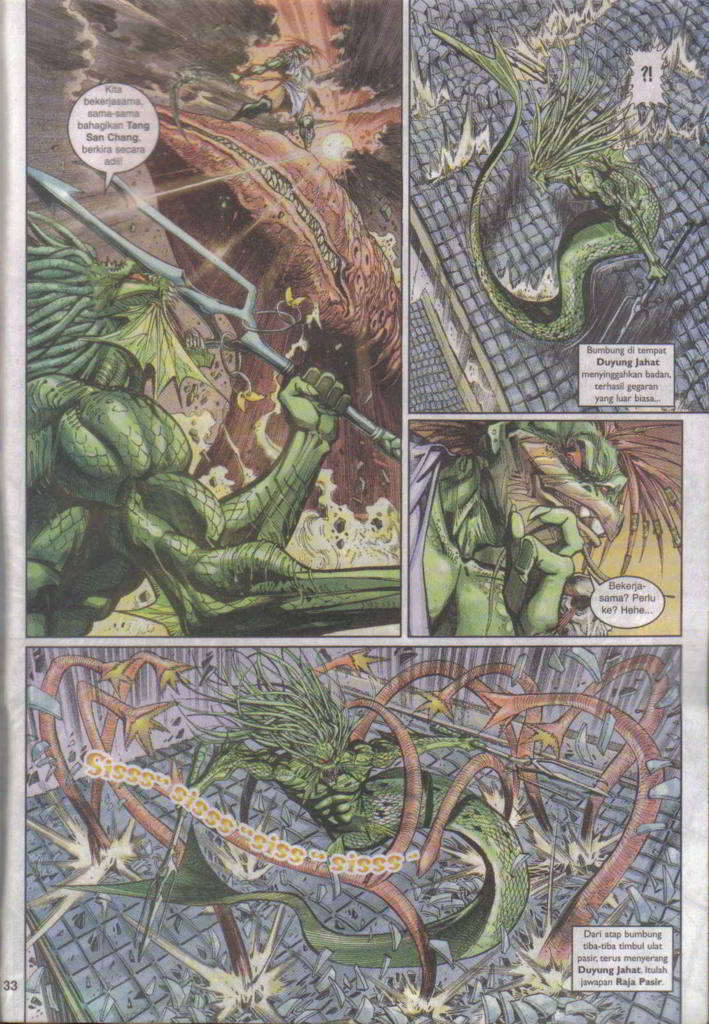 Kita
bekerjasama,
sama-sama
bahagikan Tang
San Chang,
berkira secara
adil!
?!
Bumbung di tempat
Duyung Jahat
menyinggahkan badan,
terhasil gegaran
yang luar biasa...
Bekerja-
sama? Perlu
ke? Hehe...
Sisss~sisss~siss~sisss~
Dari atap bumbung
tiba-tiba timbul ulat
pasir, terus menyerang
Duyung Jahat. Itulah
jawapan Raja Pasir.
33